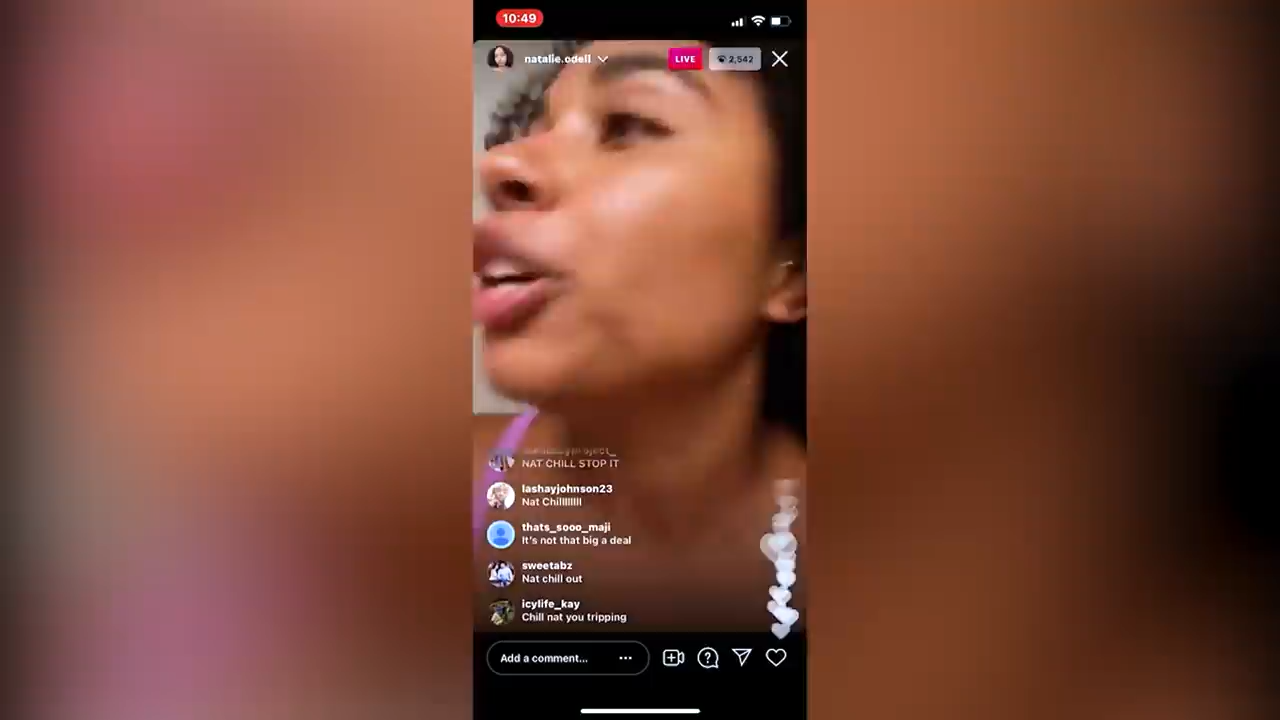 10:49
natalie.odell
LIVE
2,542
NAT CHILL STOP IT
lashayjohnson23
Nat Chillllllll
thats_sooo_maji
It's not that big a deal
sweetabz
Nat chill out
icylife_kay
Chill nat you tripping
Add a comment...